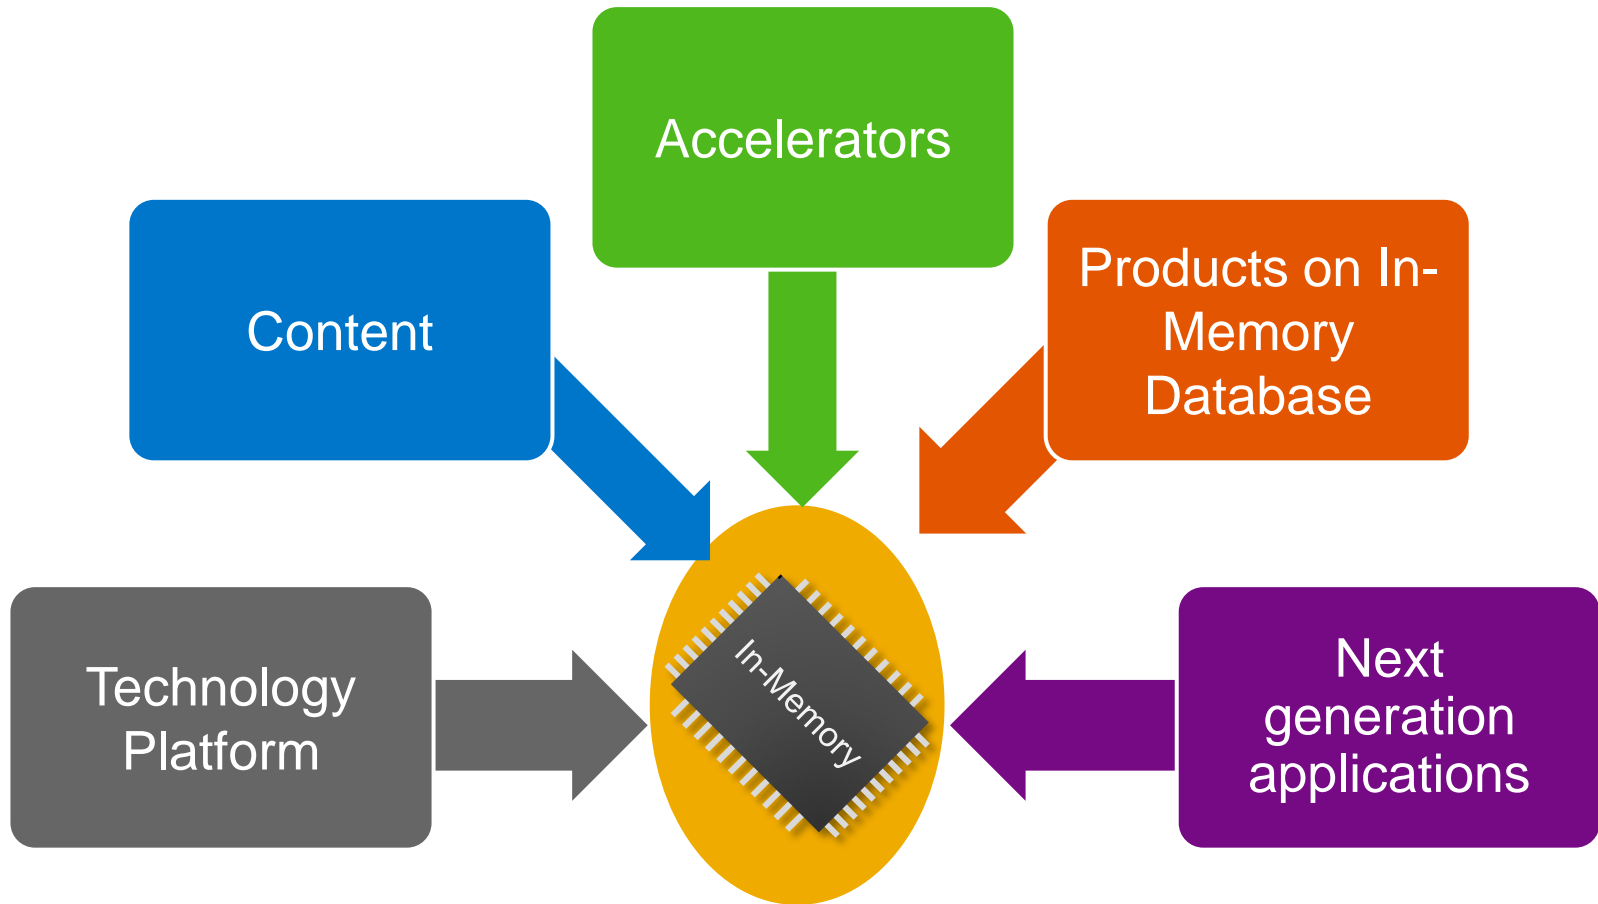 Accelerators
Content
Products on In-
Memory
Database
Technology
Platform
In-Memory
Next
generation
applications